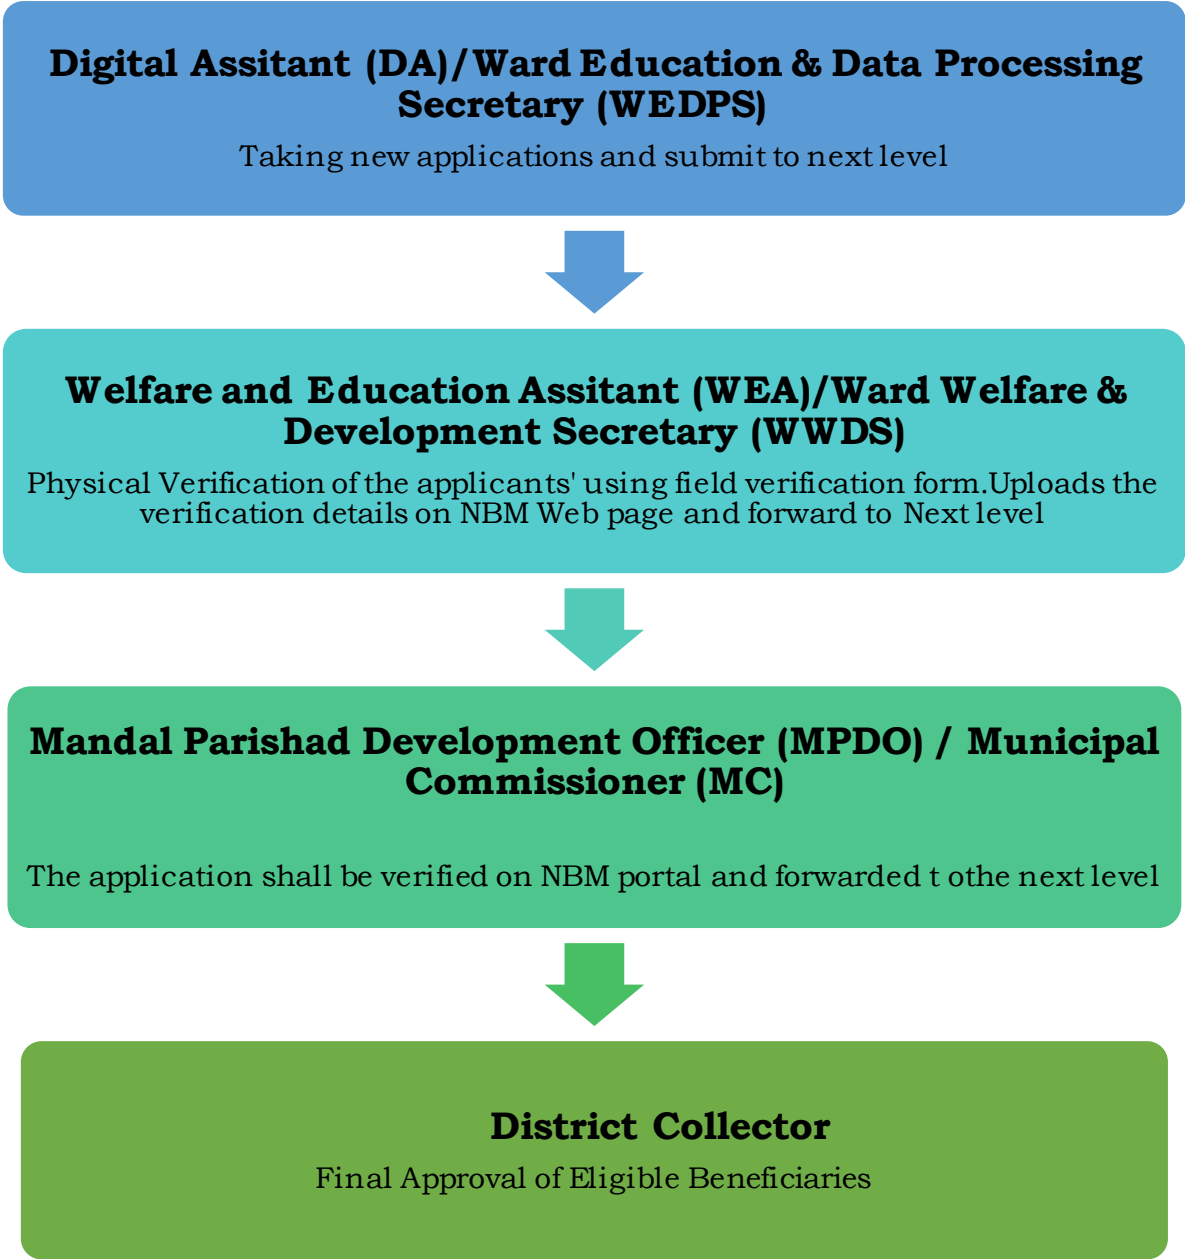 Digital Assitant (DA)/Ward Education & Data Processing
Secretary (WEDPS)
Taking new applications and submit to next level
Welfare and Education Assitant (WEA)/Ward Welfare &
Development Secretary (WWDS)
Physical Verification of the applicants' using field verification form.Uploads the
verification details on NBM Web page and forward to Next level
Mandal Parishad Development Officer (MPDO) / Municipal
Commissioner (MC)
The application shall be verified on NBM portal and forwarded t othe next level
District Collector
Final Approval of Eligible Beneficiaries